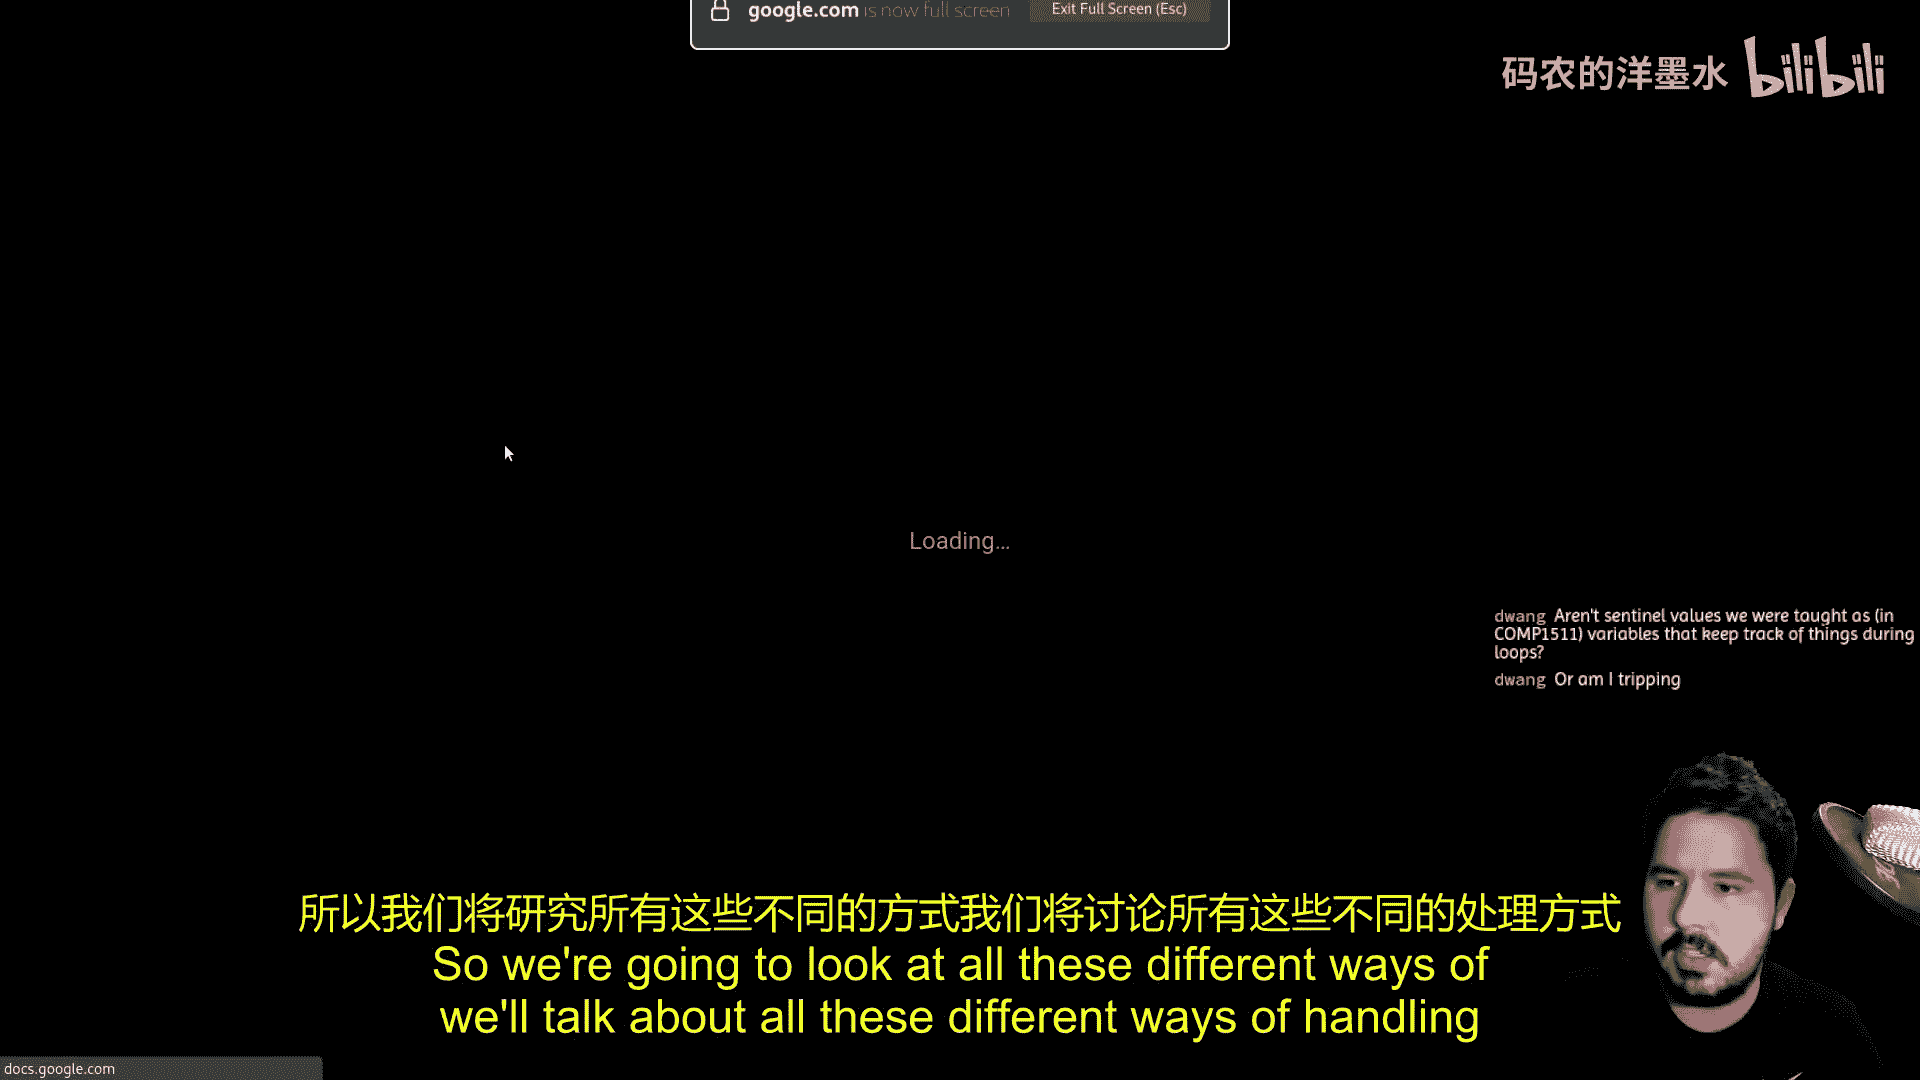 google.com is now full screen Exit Full Screen (Esc)
码农的洋墨水 bilibili
Loading...
dwang Aren't sentinel values we were taught as (in
COMP1511) variables that keep track of things during
loops?
dwang Or am I tripping
所以我们将研究所有这些不同的方式我们将讨论所有这些不同的处理方式
So we're going to look at all these different ways of
we'll talk about all these different ways of handling
docs.google.com